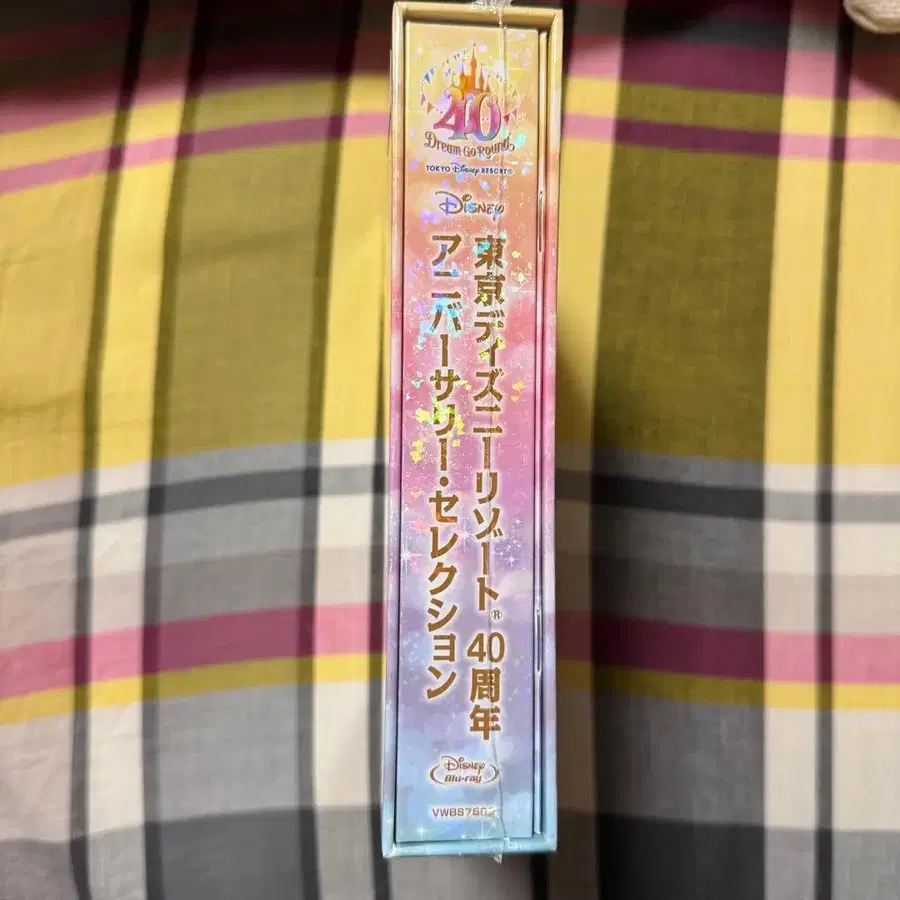 40
Dream Go Round
TOKYO Disney RESORT®
Disney
東京ディズニーリゾート® 40周年
アニバーサリー・セレクション
Disney
Blu-ray